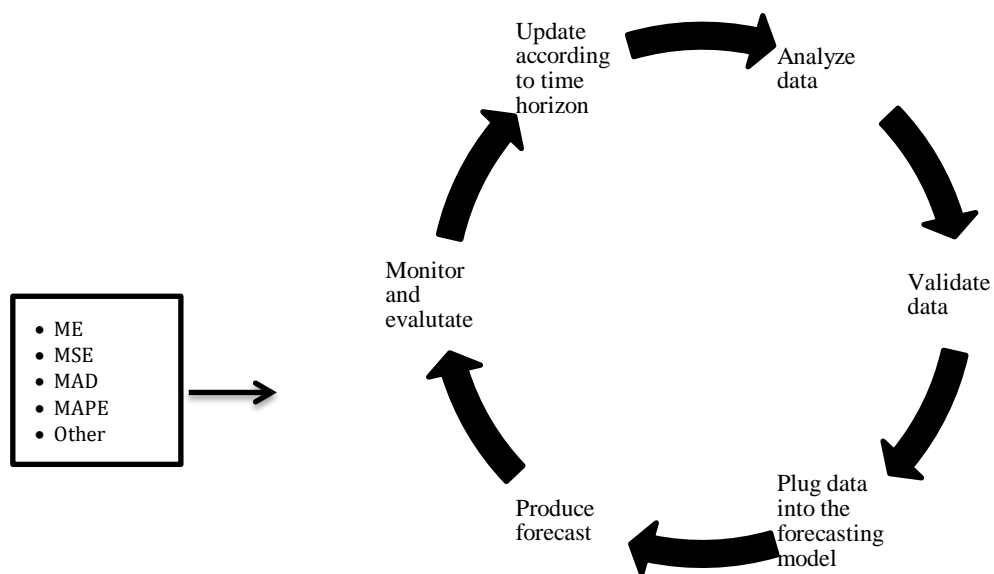 Update
according
to time
horizon
Analyze
data
Validate
data
Plug data
into the
forecasting
model
Produce
forecast
Monitor
and
evalutate
• ME
• MSE
• MAD
• MAPE
• Other